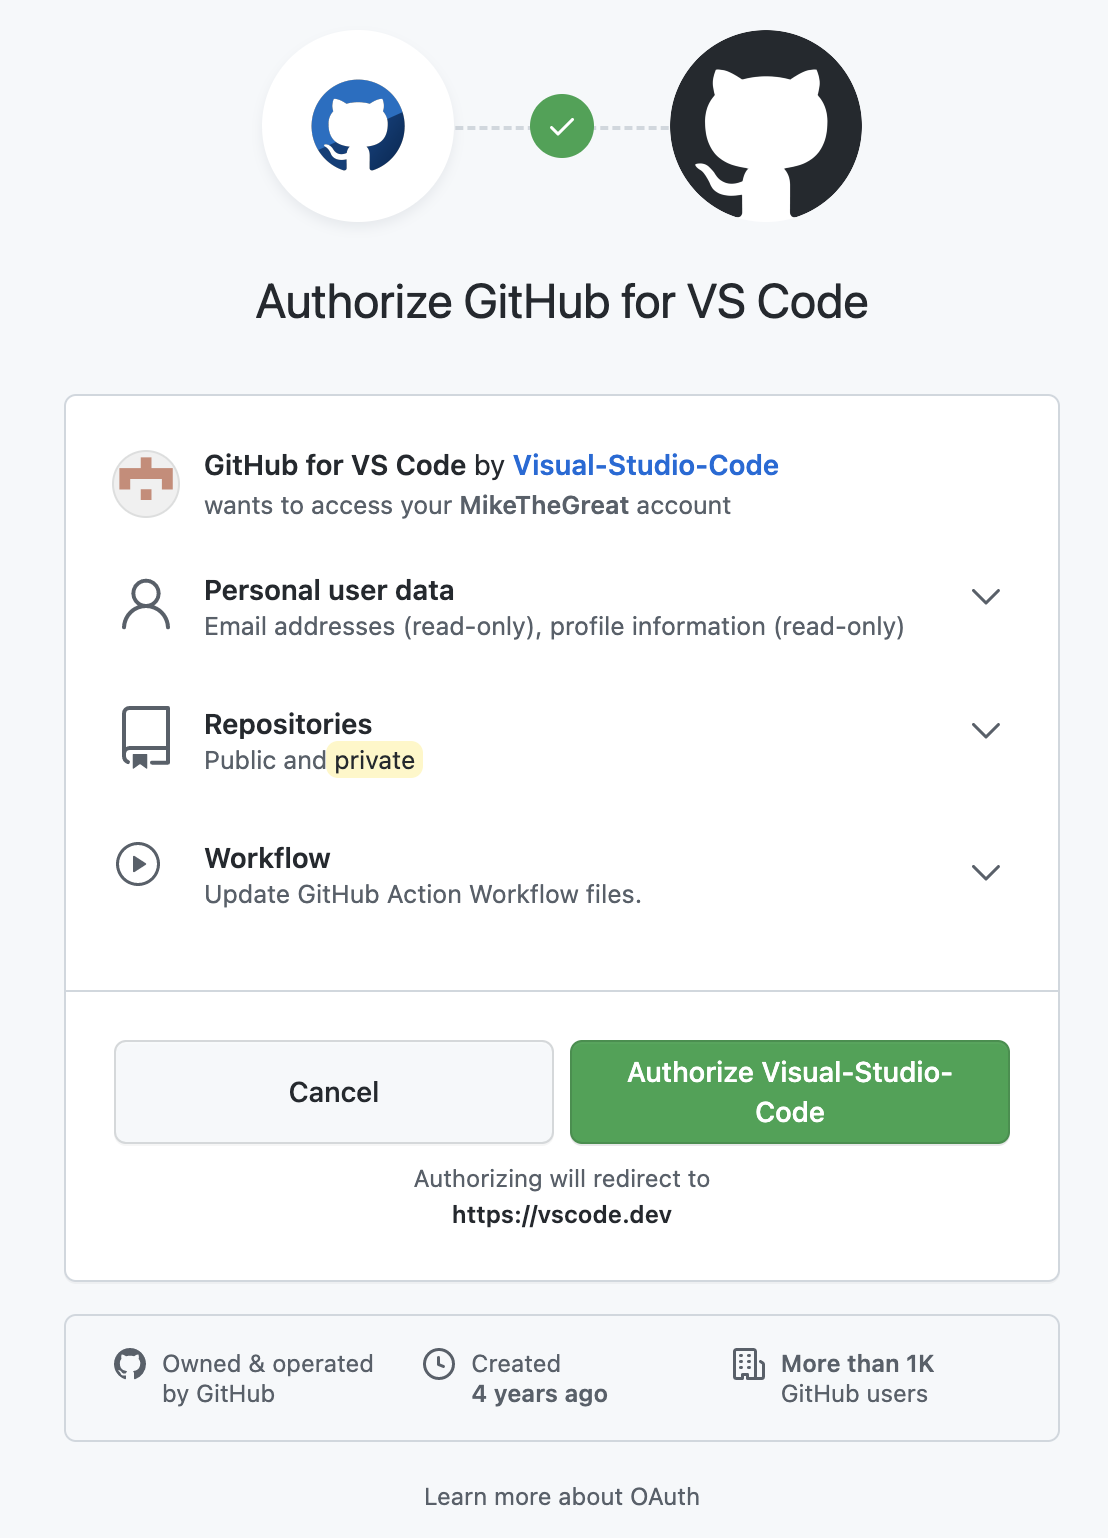 Authorize GitHub for VS Code
GitHub for VS Code by Visual-Studio-Code
wants to access your MikeTheGreat account
Personal user data
Email addresses (read-only), profile information (read-only)
Repositories
Public and private
Workflow
Update GitHub Action Workflow files.
Cancel
Authorize Visual-Studio-
Code
Authorizing will redirect to
https://vscode.dev
Owned & operated
by GitHub
Created
4 years ago
More than 1K
GitHub users
Learn more about OAuth